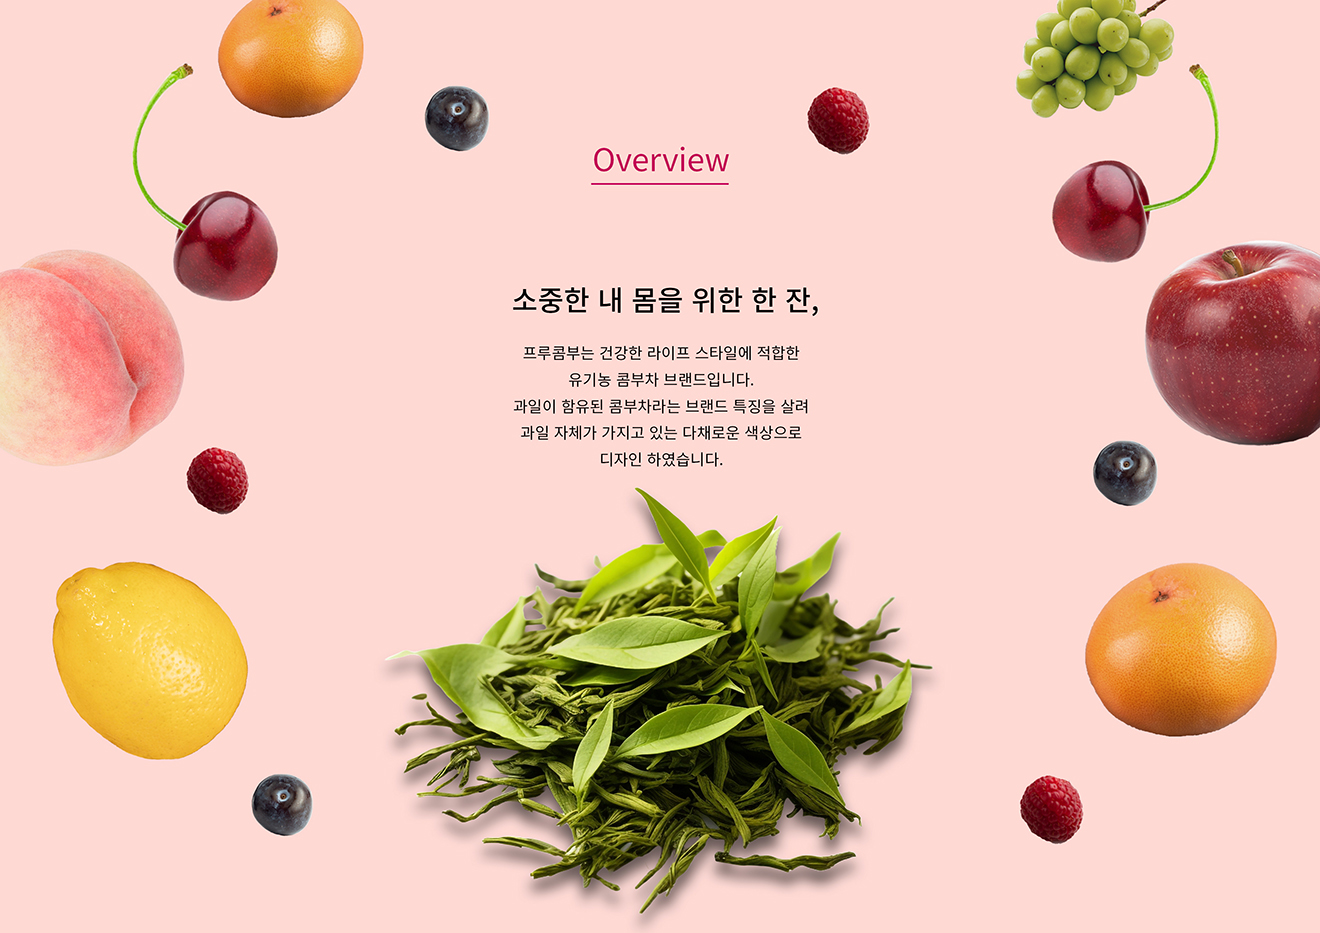 Overview
소중한 내 몸을 위한 한 잔,
프루콤부는 건강한 라이프 스타일에 적합한
유기농 콤부차 브랜드입니다.
과일이 함유된 콤부차라는 브랜드 특징을 살려
과일 자체가 가지고 있는 다채로운 색상으로
디자인 하였습니다.